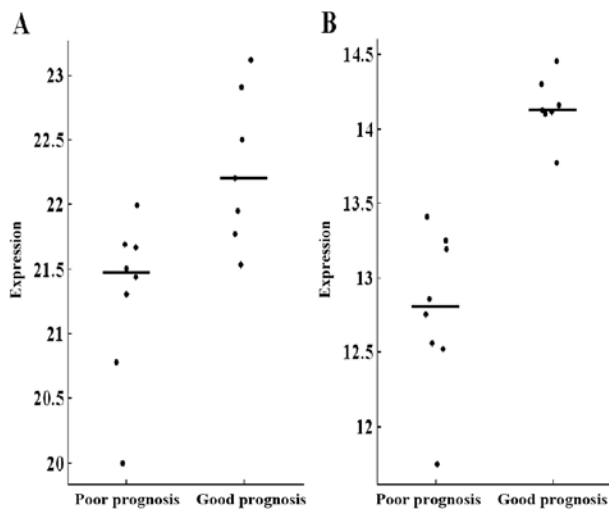 A
Expression
23
22.5
22
21.5
21
20.5
20
Poor prognosis Good prognosis
B
Expression
14.5
14
13.5
13
12.5
12
Poor prognosis Good prognosis